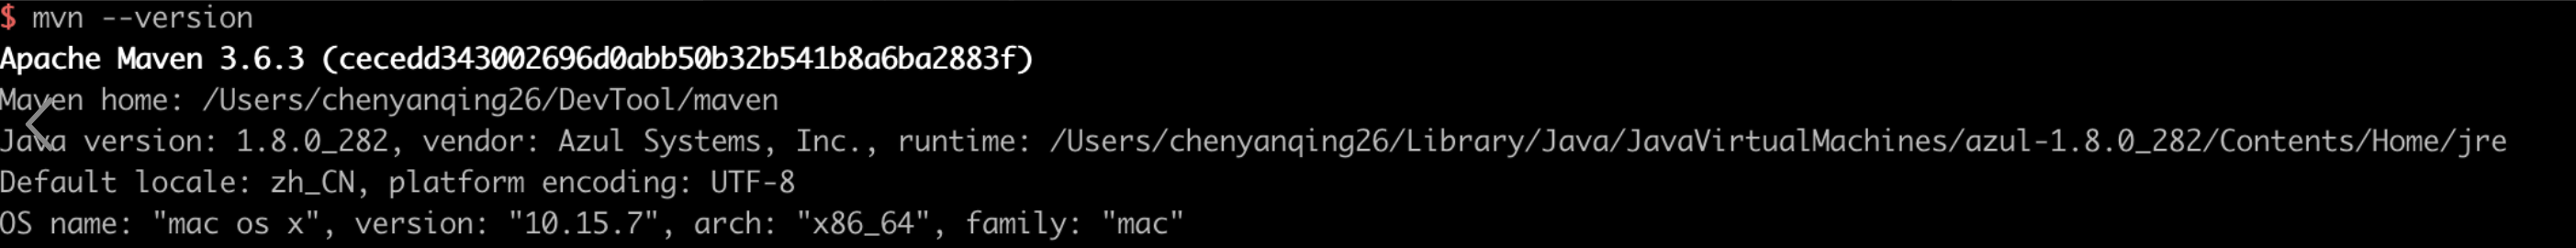 $ mvn --version
Apache Maven 3.6.3 (cecedd343002696d0abb50b32b541b8a6ba2883f)
Maven home: /Users/chenyanqing26/DevTool/maven
Java version: 1.8.0_282, vendor: Azul Systems, Inc., runtime: /Users/chenyanqing26/Library/Java/JavaVirtualMachines/azul-1.8.0_282/Contents/Home/jre
Default locale: zh_CN, platform encoding: UTF-8
OS name: "mac os x", version: "10.15.7", arch: "x86_64", family: "mac"